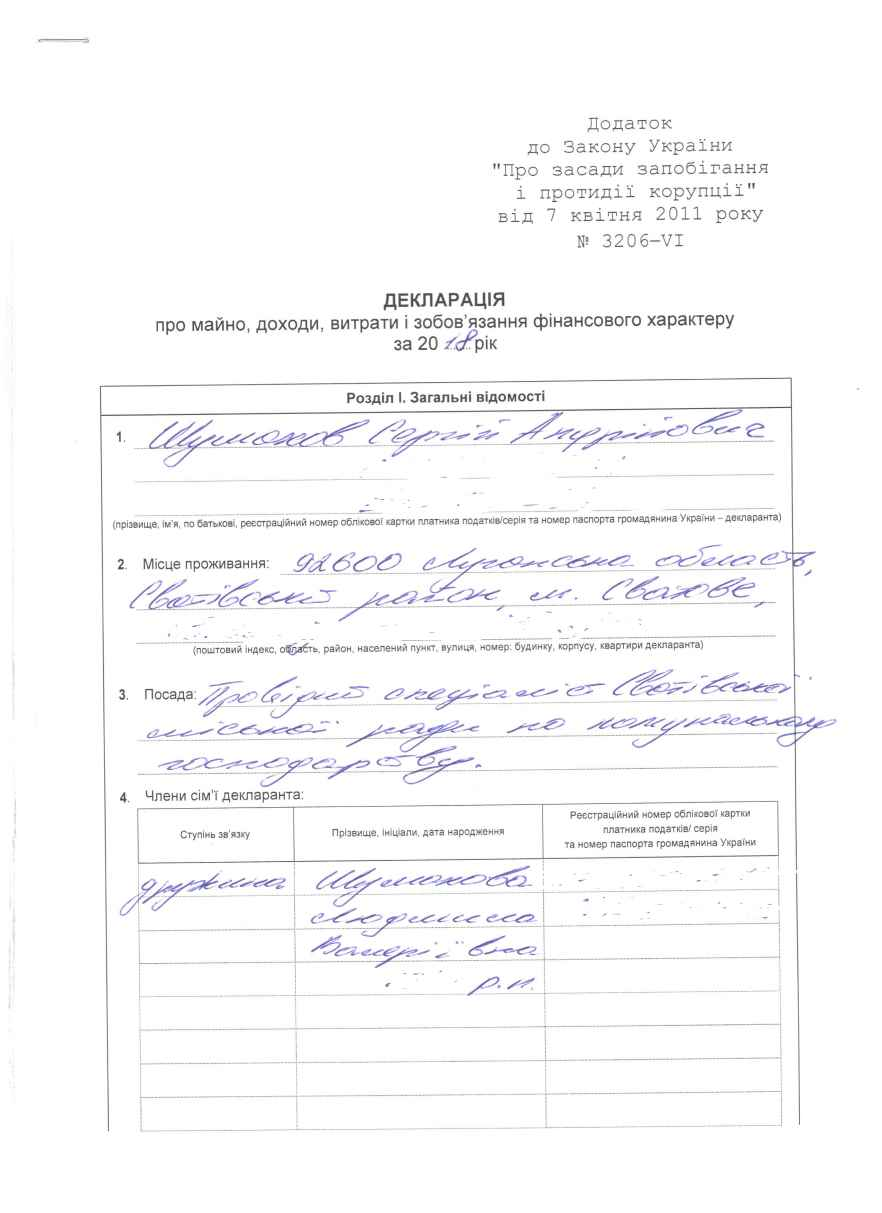 Додаток
до Закону України
"Про засади запобігання
і протидії корупції"
від 7 квітня 2011 року
№ 3206-VI
ДЕКЛАРАЦІЯ
про майно, доходи, витрати і зобов'язання фінансового характеру
за 2018 рік
Розділ І. Загальні відомості
1. Шумахов Сергій Андрійович
(прізвище, ім'я, по батькові, реєстраційний номер облікової картки платника податків/серія та номер паспорта громадянина України – декларанта)
2. Місце проживання: 92600 Луганська область,
Сватівський район, м. Сватове,
(поштовий індекс, область, район, населений пункт, вулиця, номер: будинку, корпусу, квартири декларанта)
3. Посада: Провідний спеціаліст Сватівської
міської ради по комунальному
господарству.
4. Члени сім'ї декларанта:
Ступінь зв'язку
Прізвище, ініціали, дата народження
Реєстраційний номер облікової картки
платника податків/ серія
та номер паспорта громадянина України
дружина Шумахова
Людмила
Валеріївна
р.н.